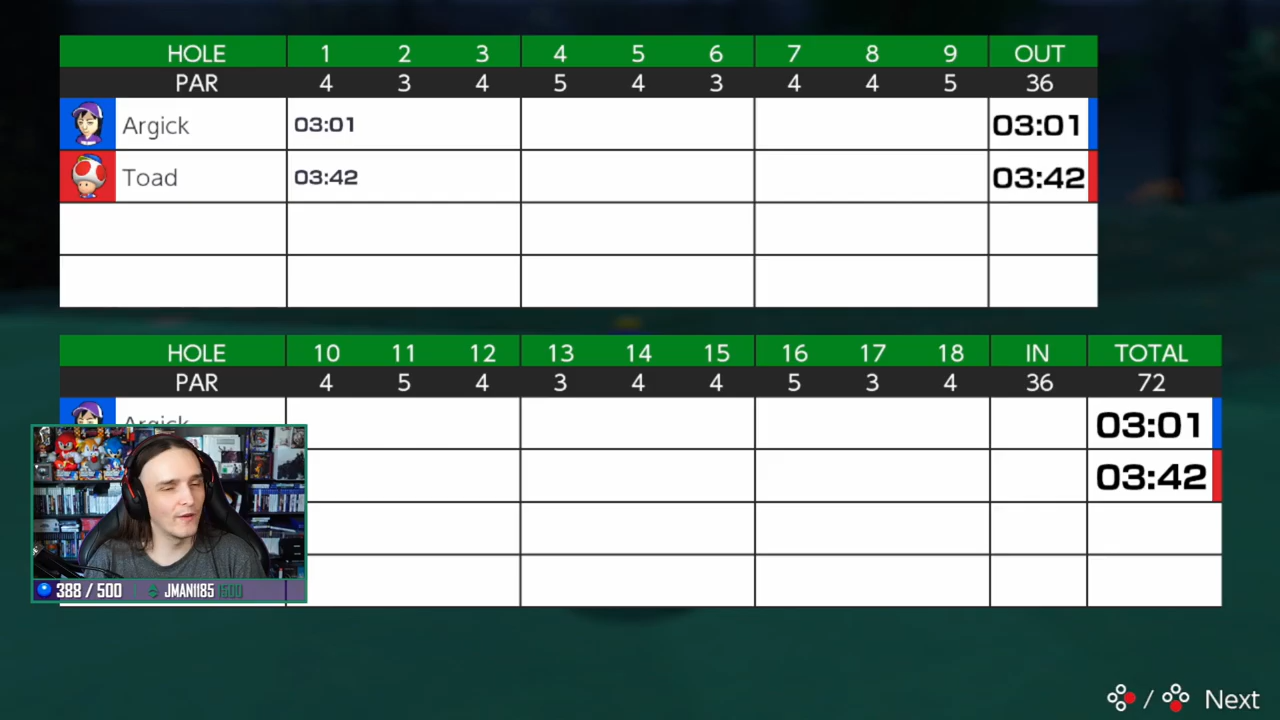 HOLE 1 2 3 4 5 6 7 8 9 OUT
PAR 4 3 4 5 4 3 4 4 5 36
Argick 03:01 03:01
Toad 03:42 03:42
HOLE 10 11 12 13 14 15 16 17 18 IN TOTAL
PAR 4 5 4 3 4 4 5 3 4 36 72
Argick 03:01
03:42
388 / 500 JMAN1185 1500
/ Next